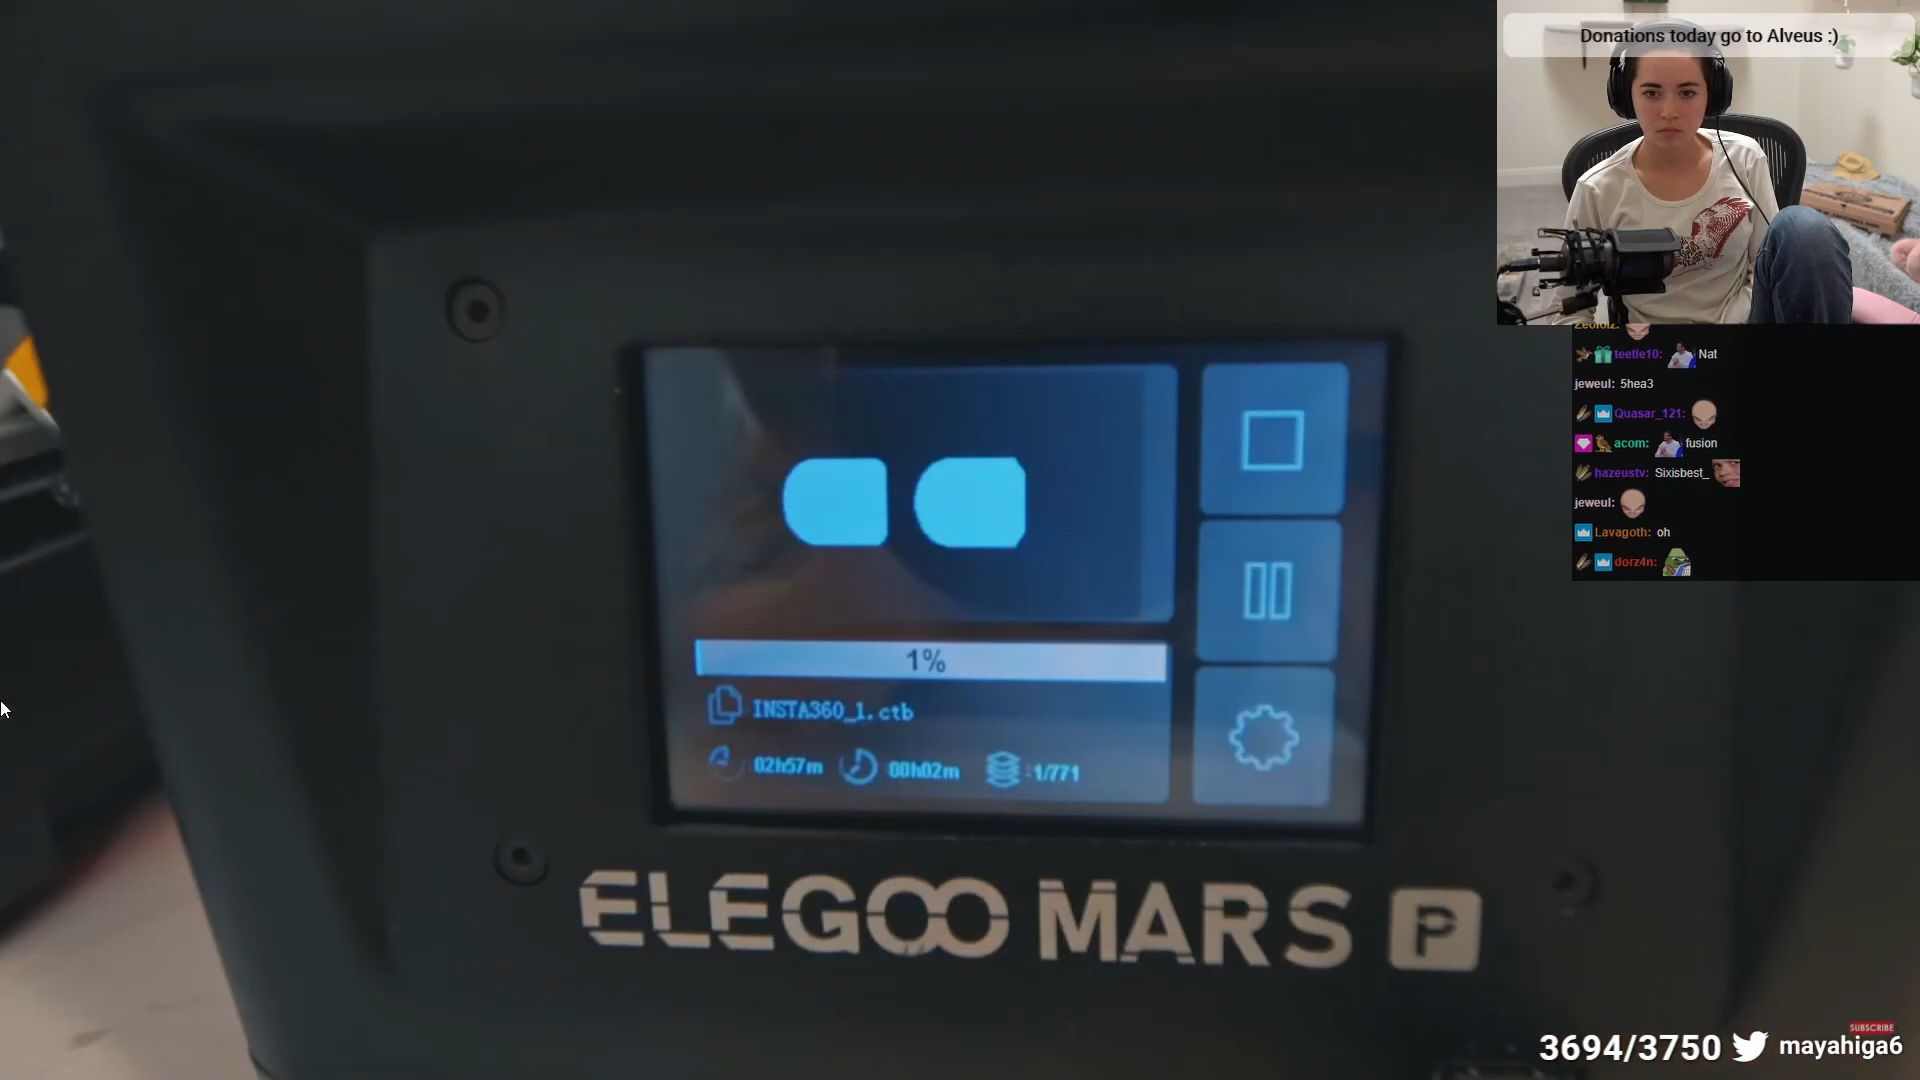 Donations today go to Alveus :)
teetle10: Nat
jeweul: 5hea3
Quasar_121:
acom: fusion
hazeustv: Sixisbest_
jeweul:
Lavagoth: oh
dorz4n:
1%
INSTA360_1.ctb
02h57m 00h02m 1/771
ELEGOO MARS P
SUBSCRIBE
3694/3750 mayahiga6